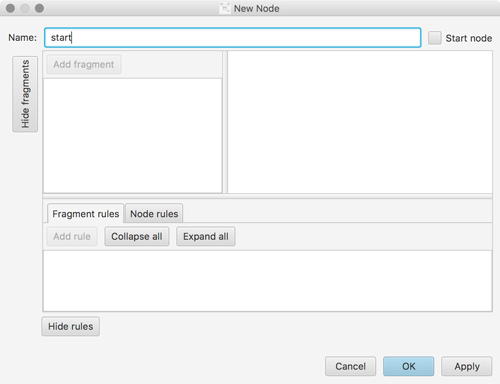 New Node
Name: start Start node
Hide fragments
Add fragment
Fragment rules Node rules
Add rule Collapse all Expand all
Hide rules
Cancel OK Apply